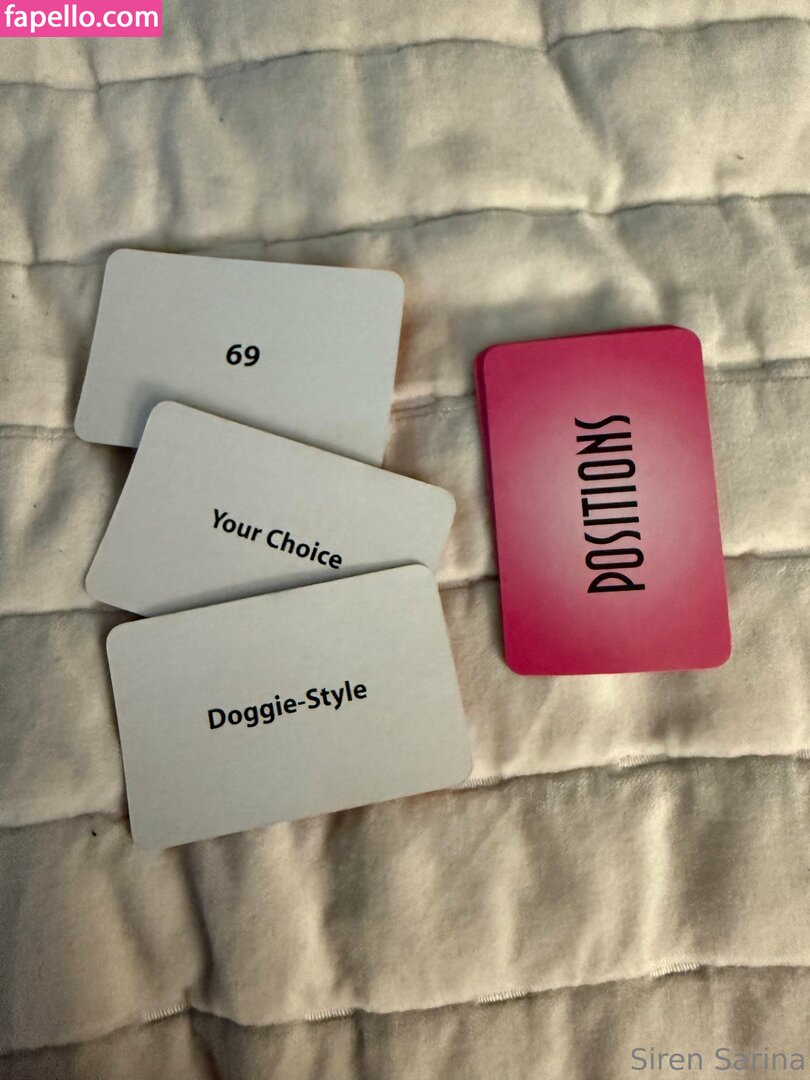 fapello.com
69
Your Choice
Doggie-Style
POSITIONS
Siren Sarina